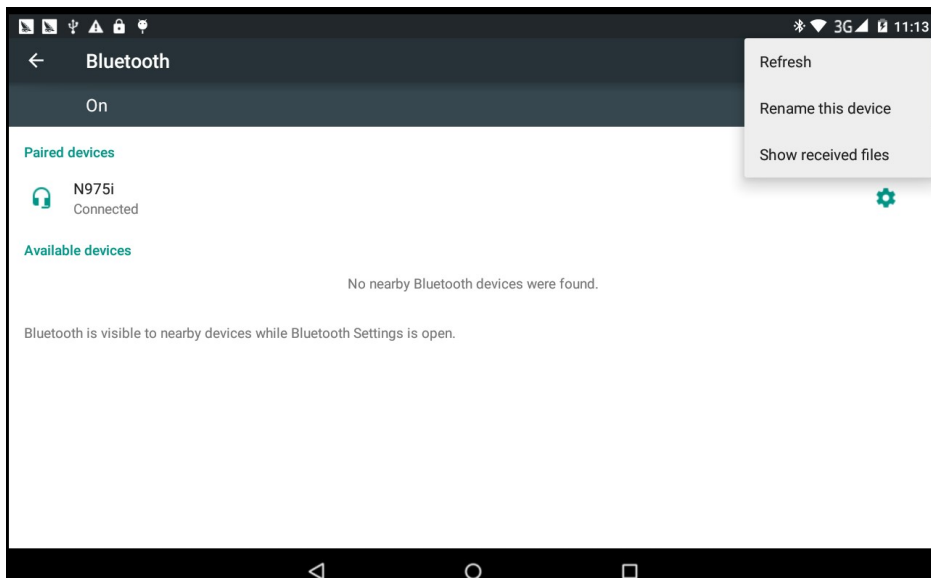 3G 11:13
Bluetooth
Refresh
On
Rename this device
Paired devices
Show received files
N975i
Connected
Available devices
No nearby Bluetooth devices were found.
Bluetooth is visible to nearby devices while Bluetooth Settings is open.